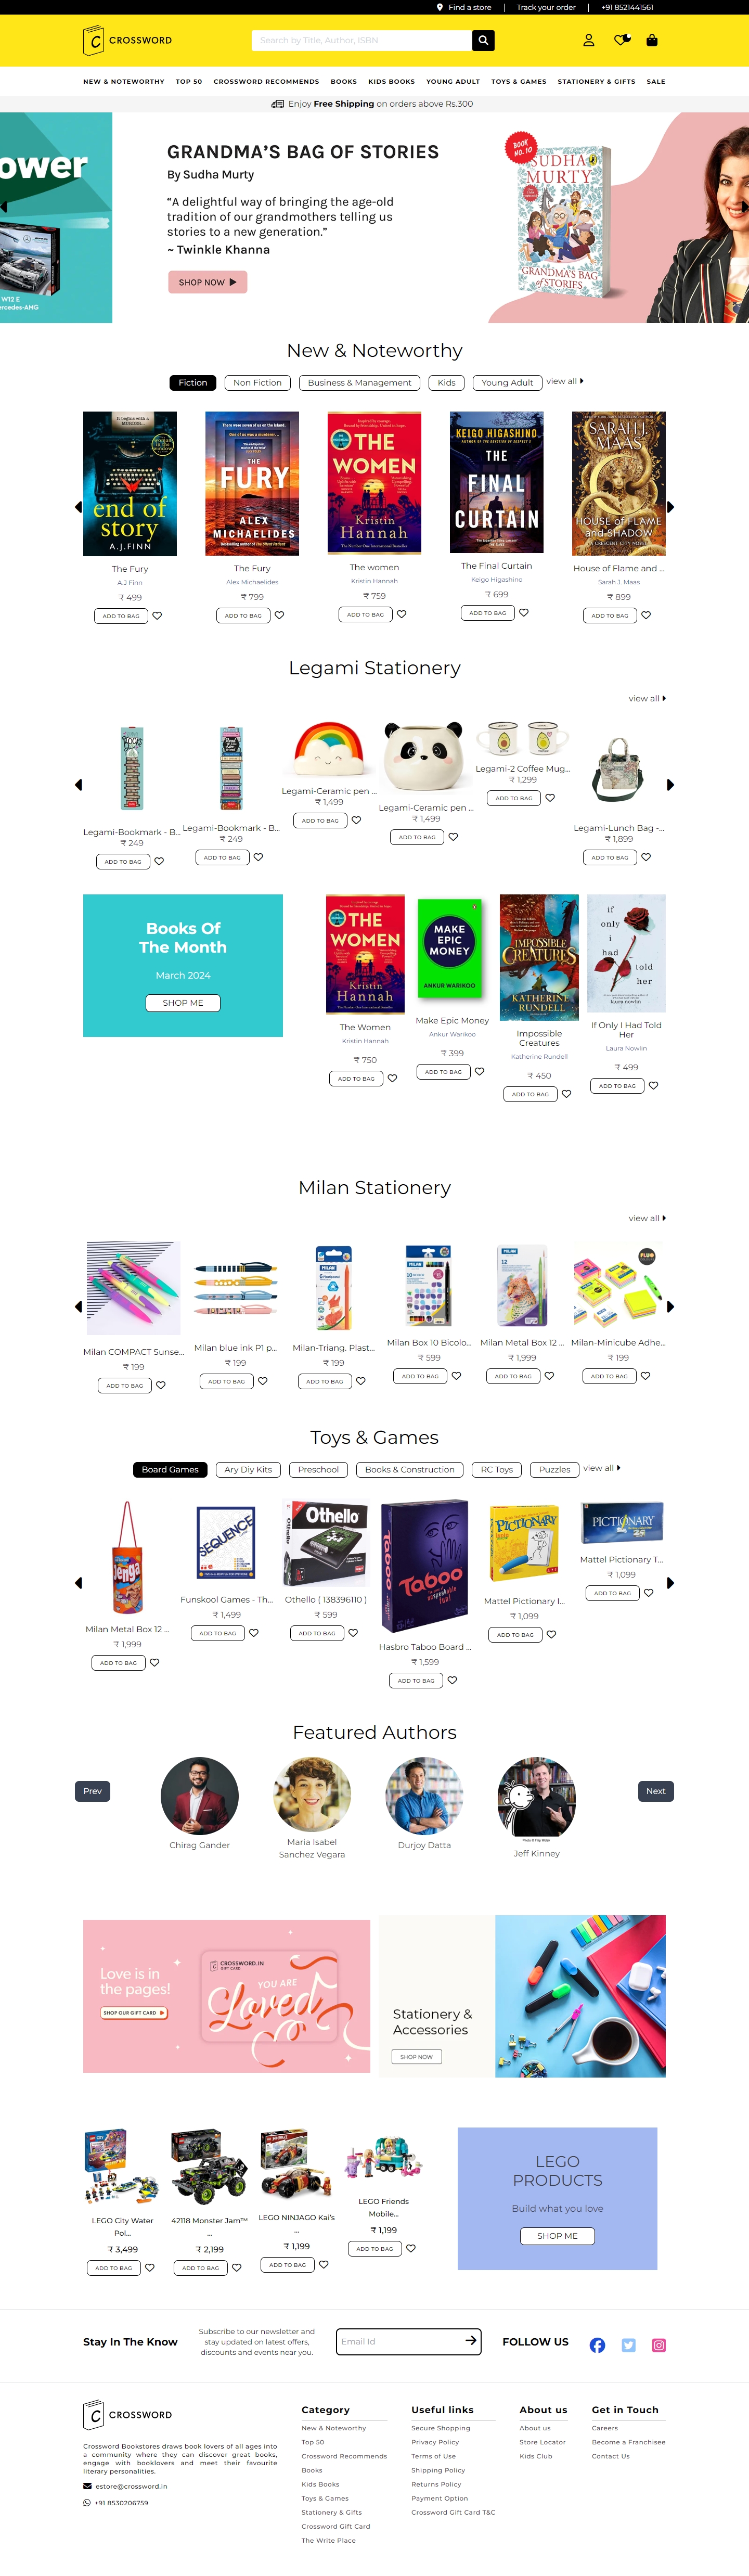 Find a store | Track your order | +91 8521441561
CROSSWORD
Search by Title, Author, ISBN
NEW & NOTEWORTHY TOP 50 CROSSWORD RECOMMENDS BOOKS KIDS BOOKS YOUNG ADULT TOYS & GAMES STATIONERY & GIFTS SALE
Enjoy Free Shipping on orders above Rs.300
ower
W12 E
rcedes-AMG
GRANDMA'S BAG OF STORIES
By Sudha Murty
“A delightful way of bringing the age-old
tradition of our grandmothers telling us
stories to a new generation.”
~ Twinkle Khanna
SHOP NOW
BOOK NO. 10
SUDHA
MURTY
GRANDMA'S BAG
of STORIES
New & Noteworthy
Fiction Non Fiction Business & Management Kids Young Adult view all
It begins with a
end of
story
A.J.FINN
There were seven of us on the island.
One of us was a murderer...
THE
FURY
ALEX
MICHAELIDES
THE
WOMEN
Kristin
Hannah
The Number One International Bestseller
KEIGO HIGASHINO
THE
FINAL
CURTAIN
SARAH J.
MAAS
HOUSE of FLAME
and SHADOW
A CRESCENT CITY NOVEL
The Fury The Fury The women The Final Curtain House of Flame and ...
A.J Finn Alex Michaelides Kristin Hannah Keigo Higashino Sarah J. Maas
₹ 499 ₹ 799 ₹ 759 ₹ 699 ₹ 899
ADD TO BAG ADD TO BAG ADD TO BAG ADD TO BAG ADD TO BAG
Legami Stationery
view all
Legami-Bookmark - B... Legami-Bookmark - B... Legami-Ceramic pen ... Legami-Ceramic pen ... Legami-2 Coffee Mug... Legami-Lunch Bag -...
₹ 249 ₹ 249 ₹ 1,499 ₹ 1,499 ₹ 1,299 ₹ 1,899
ADD TO BAG ADD TO BAG ADD TO BAG ADD TO BAG ADD TO BAG ADD TO BAG
Books Of
The Month
March 2024
SHOP ME
THE
WOMEN
Kristin
Hannah
MAKE
EPIC
MONEY
ANKUR WARIKOO
IMPOSSIBLE
CREATURES
KATHERINE
RUNDELL
if
only
i
had
told
her
laura nowlin
The Women Make Epic Money Impossible Creatures If Only I Had Told Her
Kristin Hannah Ankur Warikoo Katherine Rundell Laura Nowlin
₹ 750 ₹ 399 ₹ 450 ₹ 499
ADD TO BAG ADD TO BAG ADD TO BAG ADD TO BAG
Milan Stationery
view all
Milan COMPACT Sunse... Milan blue ink P1 p... Milan-Triang. Plast... Milan Box 10 Bicolo... Milan Metal Box 12 ... Milan-Minicube Adhe...
₹ 199 ₹ 199 ₹ 199 ₹ 599 ₹ 1,999 ₹ 199
ADD TO BAG ADD TO BAG ADD TO BAG ADD TO BAG ADD TO BAG ADD TO BAG
Toys & Games
Board Games Ary Diy Kits Preschool Books & Construction RC Toys Puzzles view all
Jenga
SEQUENCE
Othello
Taboo
PICTIONARY
PICTIONARY
Milan Metal Box 12 ... Funskool Games - Th... Othello ( 138396110 ) Hasbro Taboo Board ... Mattel Pictionary I... Mattel Pictionary T...
₹ 1,999 ₹ 1,499 ₹ 599 ₹ 1,599 ₹ 1,099 ₹ 1,099
ADD TO BAG ADD TO BAG ADD TO BAG ADD TO BAG ADD TO BAG ADD TO BAG
Featured Authors
Prev
Next
Chirag Gander
Maria Isabel
Sanchez Vegara
Durjoy Datta
Jeff Kinney
Love is in
the pages!
SHOP OUR GIFT CARD
CROSSWORD.IN
GIFT CARD
YOU ARE
Loved
Stationery &
Accessories
SHOP NOW
LEGO City Water Pol... 42118 Monster Jam™ ... LEGO NINJAGO Kai's ... LEGO Friends Mobile...
₹ 3,499 ₹ 2,199 ₹ 1,199 ₹ 1,199
ADD TO BAG ADD TO BAG ADD TO BAG ADD TO BAG
LEGO
PRODUCTS
Build what you love
SHOP ME
Stay In The Know
Subscribe to our newsletter and
stay updated on latest offers,
discounts and events near you.
Email Id
FOLLOW US
CROSSWORD
Crossword Bookstores draws book lovers of all ages into
a community where they can discover great books,
engage with booklovers and meet their favourite
literary personalities.
estore@crossword.in
+91 8530206759
Category
New & Noteworthy
Top 50
Crossword Recommends
Books
Kids Books
Toys & Games
Stationery & Gifts
Crossword Gift Card
The Write Place
Useful links
Secure Shopping
Privacy Policy
Terms of Use
Shipping Policy
Returns Policy
Payment Option
Crossword Gift Card T&C
About us
About us
Store Locator
Kids Club
Get in Touch
Careers
Become a Franchisee
Contact Us